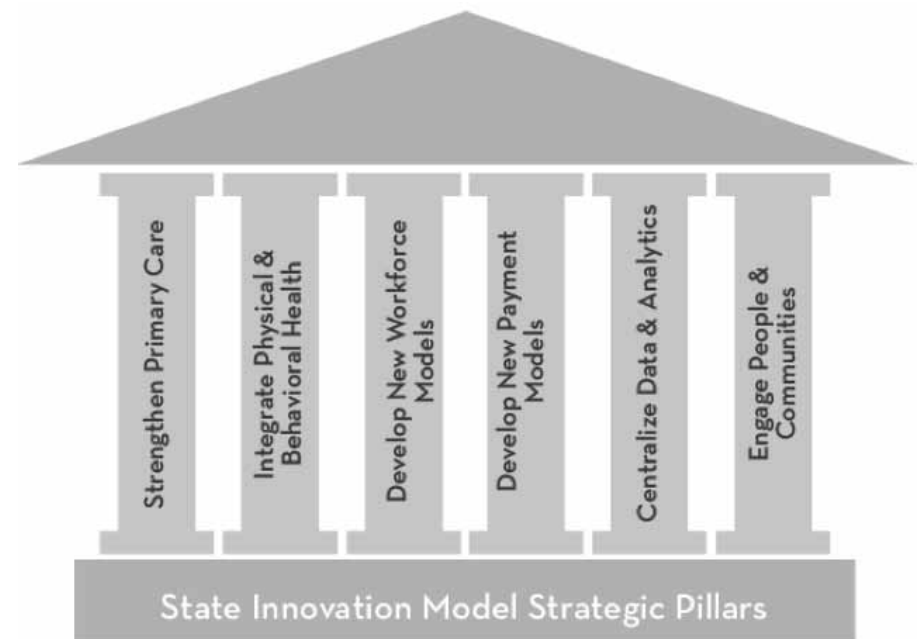 Strengthen Primary Care
Integrate Physical &
Behavioral Health
Develop New Workforce
Models
Develop New Payment
Models
Centralize Data & Analytics
Engage People &
Communities
State Innovation Model Strategic Pillars